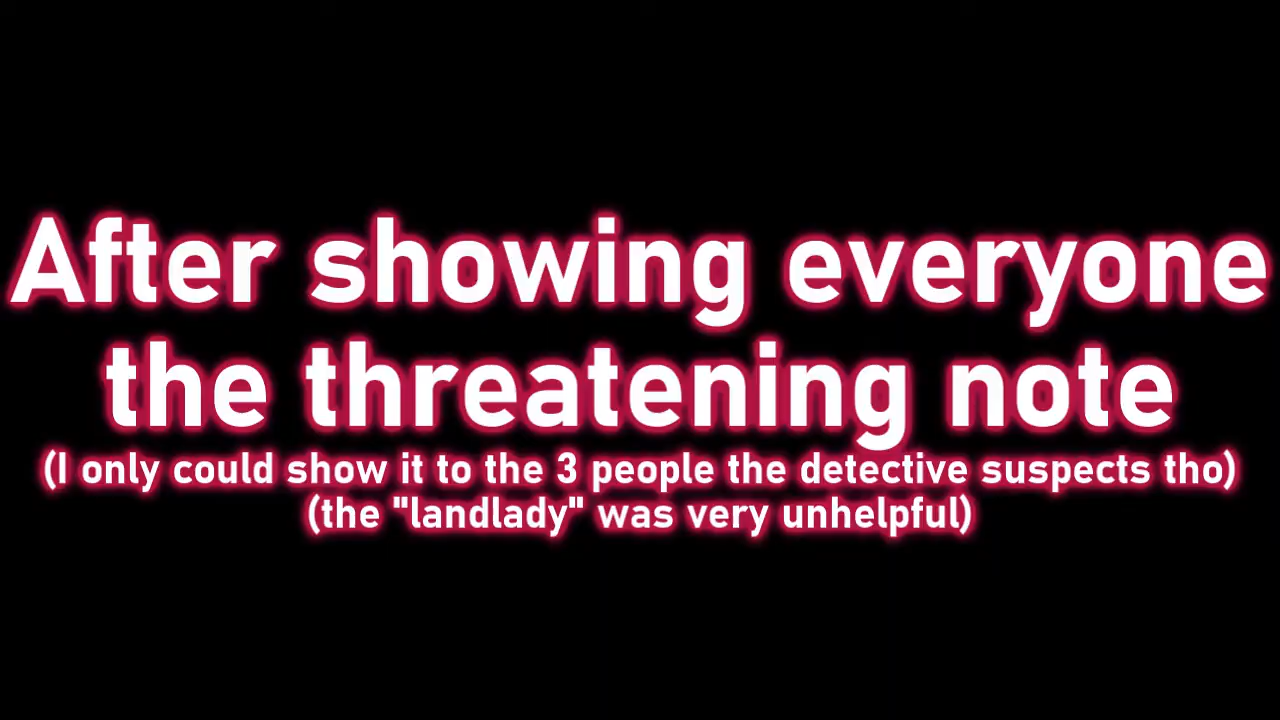 After showing everyone
the threatening note
(I only could show it to the 3 people the detective suspects tho)
(the "landlady" was very unhelpful)